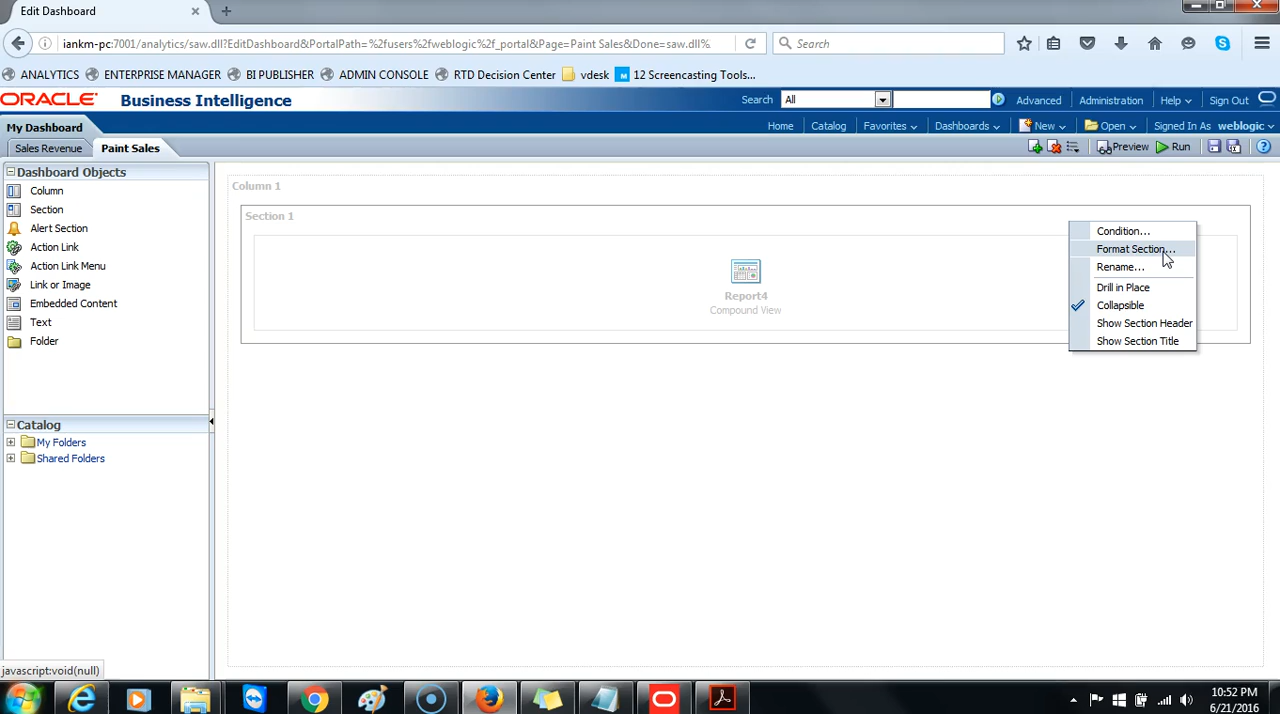 Edit Dashboard
iankm-pc:7001/analytics/saw.dll?EditDashboard&PortalPath= %2fusers%2fweblogic%2f_portal&Page=Paint Sales&Done=saw.dll%
Search
ANALYTICS ENTERPRISE MANAGER BI PUBLISHER ADMIN CONSOLE RTD Decision Center vdesk 12 Screencasting Tools...
ORACLE Business Intelligence
Search All Advanced Administration Help Sign Out
My Dashboard
Home Catalog Favorites Dashboards New Open Signed In As weblogic
Sales Revenue Paint Sales
Preview Run
Dashboard Objects
Column
Section
Alert Section
Action Link
Action Link Menu
Link or Image
Embedded Content
Text
Folder
Catalog
My Folders
Shared Folders
Column 1
Section 1
Report4
Compound View
Condition...
Format Section...
Rename...
Drill in Place
Collapsible
Show Section Header
Show Section Title
javascript:void(null)
10:52 PM
6/21/2016